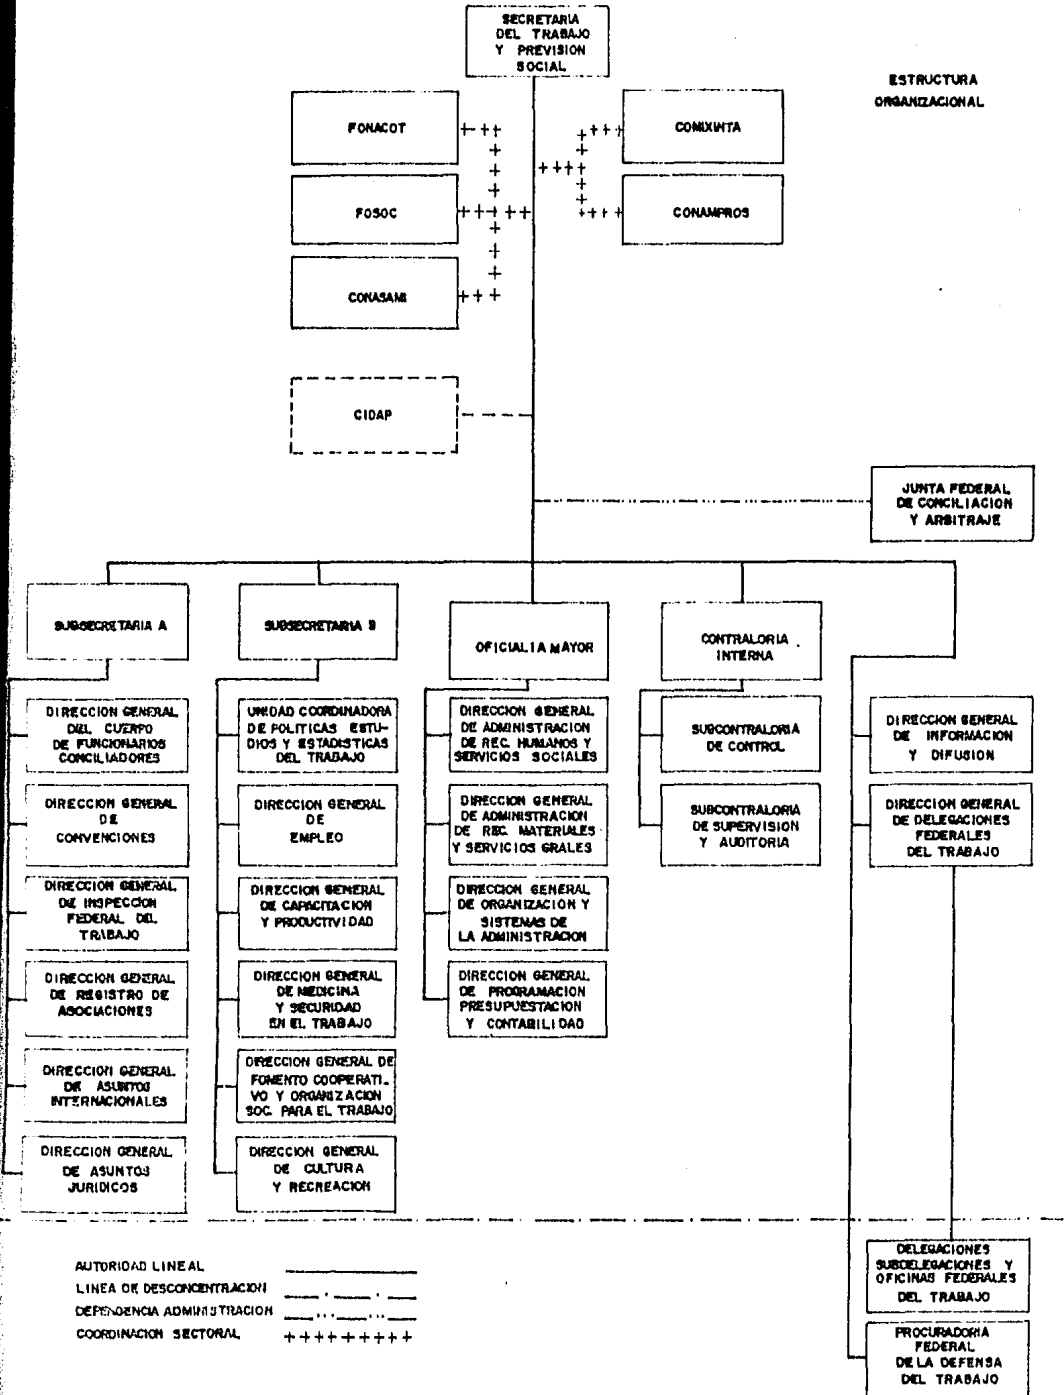 SECRETARIA
DEL TRABAJO
Y PREVISION
SOCIAL
ESTRUCTURA
ORGANIZACIONAL
FONACOT
COMIXINTA
FOSOC
CONAMPROS
CONASAMI
CIDAP
JUNTA FEDERAL
DE CONCILIACION
Y ARBITRAJE
SUBSECRETARIA A
SUBSECRETARIA B
OFICIALIA MAYOR
CONTRALORIA
INTERNA
DIRECCION GENERAL
DEL CUERPO
DE FUNCIONARIOS
CONCILIADORES
DIRECCION GENERAL
DE
CONVENCIONES
DIRECCION GENERAL
DE INSPECCION
FEDERAL DEL
TRABAJO
DIRECCION GENERAL
DE REGISTRO DE
ASOCIACIONES
DIRECCION GENERAL
DE ASUNTOS
INTERNACIONALES
DIRECCION GENERAL
DE ASUNTOS
JURIDICOS
UNIDAD COORDINADORA
DE POLITICAS ESTU-
DIOS Y ESTADISTICAS
DEL TRABAJO
DIRECCION GENERAL
DE
EMPLEO
DIRECCION GENERAL
DE CAPACITACION
Y PRODUCTIVIDAD
DIRECCION GENERAL
DE MEDICINA
Y SECURIDAD
EN EL TRABAJO
DIRECCION GENERAL DE
FOMENTO COOPERATI-
VO Y ORGANIZACION
SOC. PARA EL TRABAJO
DIRECCION GENERAL
DE CULTURA
Y RECREACION
DIRECCION GENERAL
DE ADMINISTRACION
DE REC. HUMANOS Y
SERVICIOS SOCIALES
DIRECCION GENERAL
DE ADMINISTRACION
DE REC. MATERIALES
Y SERVICIOS GRALES
DIRECCION GENERAL
DE ORGANIZACION Y
SISTEMAS DE
LA ADMINISTRACION
DIRECCION GENERAL
DE PROGRAMACION
PRESUPUESTACION
Y CONTABILIDAD
SUBCONTRALORIA
DE CONTROL
SUBCONTRALORIA
DE SUPERVISION
Y AUDITORIA
DIRECCION GENERAL
DE INFORMACION
Y DIFUSION
DIRECCION GENERAL
DE DELEGACIONES
FEDERALES
DEL TRABAJO
DELEGACIONES
SUBDELEGACIONES Y
OFICINAS FEDERALES
DEL TRABAJO
PROCURADORIA
FEDERAL
DE LA DEFENSA
DEL TRABAJO
AUTORIDAD LINEAL
LINEA DE DESCONCENTRACION
DEPENDENCIA ADMINISTRACION
COORDINACION SECTORAL